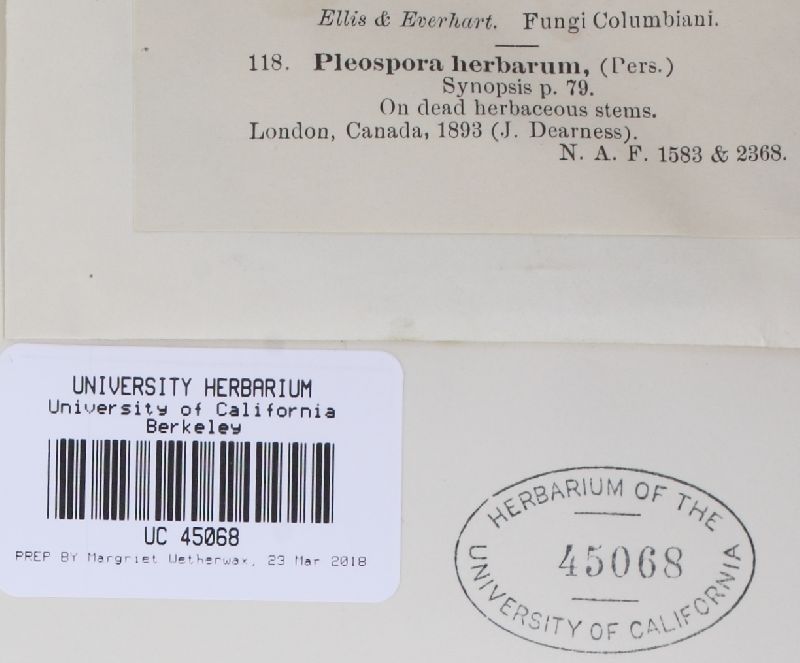 Ellis & Everhart. Fungi Columbiani.
118. Pleospora herbarum, (Pers.)
Synopsis p. 79.
On dead herbaceous stems.
London, Canada, 1893 (J. Dearness).
N. A. F. 1583 & 2368.
UNIVERSITY HERBARIUM
University of California
Berkeley
UC 45068
PREP BY Margriet Wetherwax, 23 Mar 2018
HERBARIUM OF THE
45068
UNIVERSITY OF CALIFORNIA